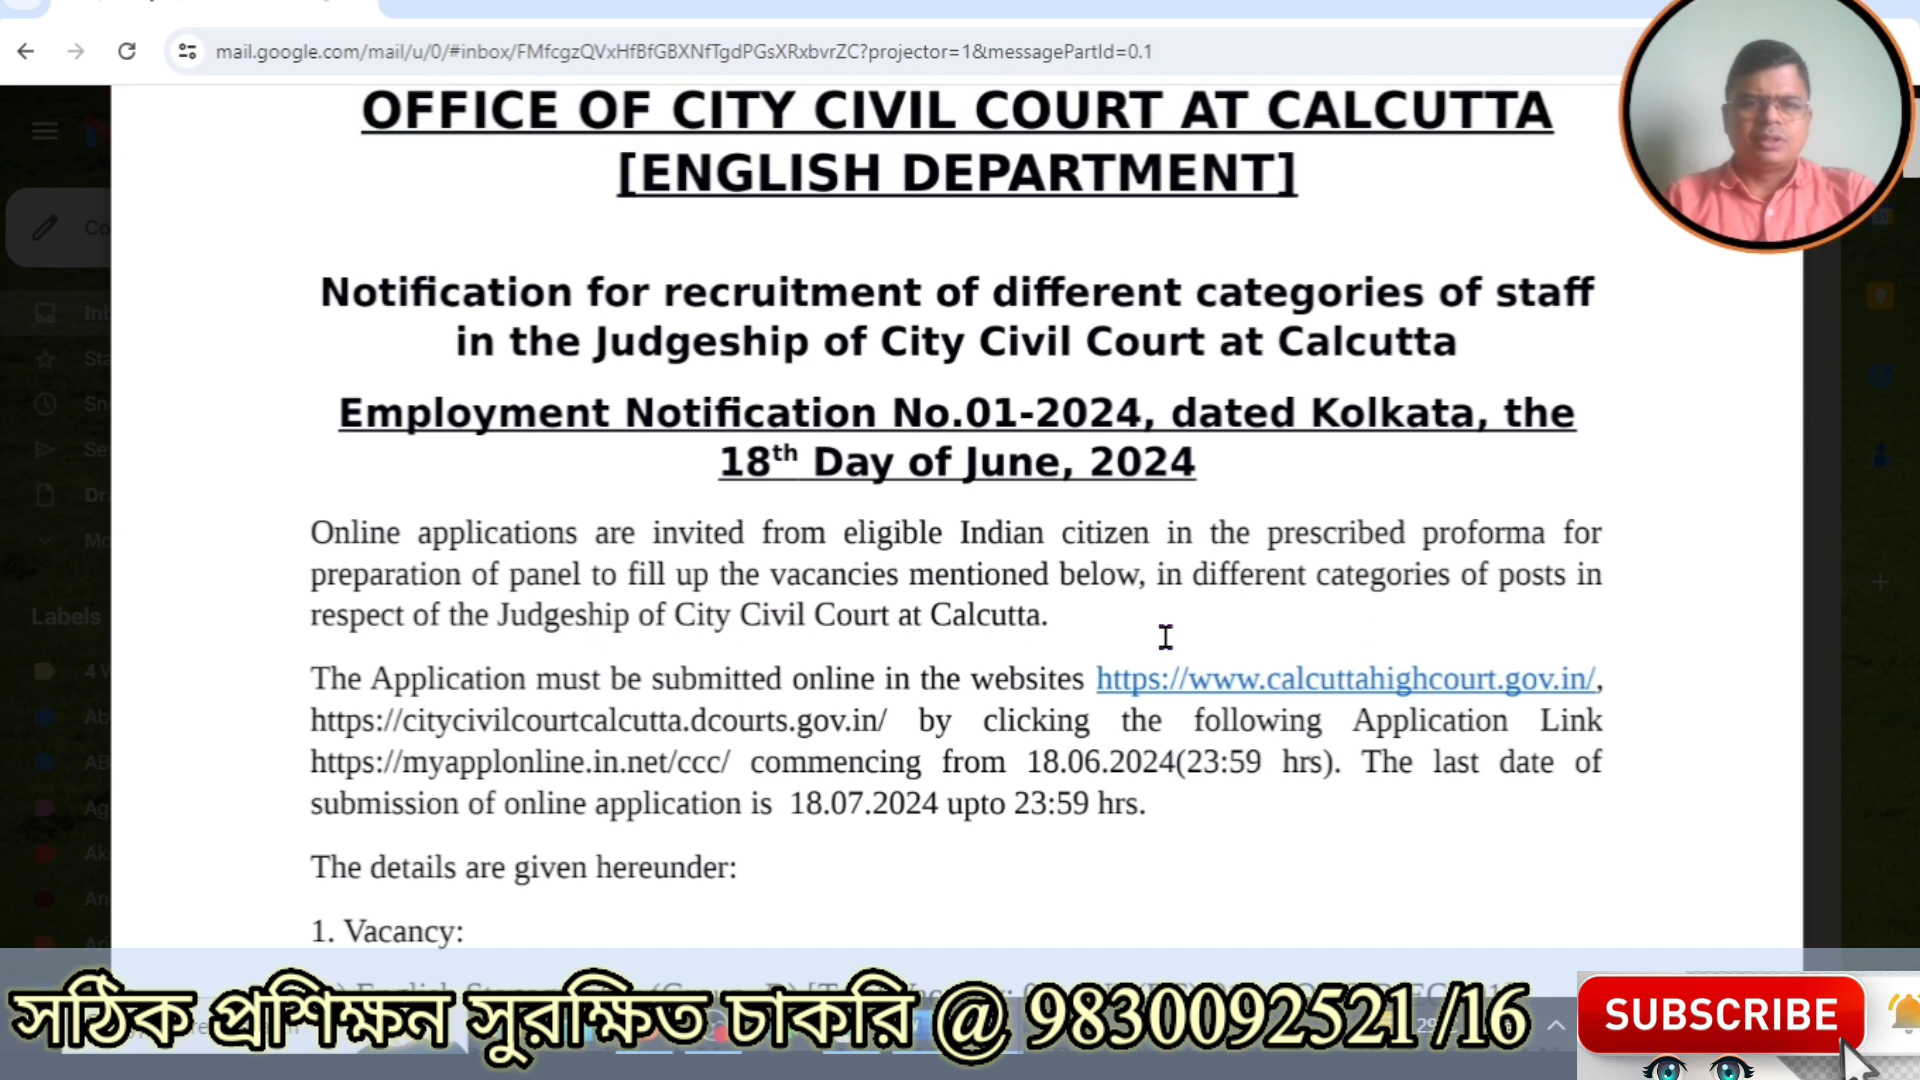 mail.google.com/mail/u/0/#inbox/FMfcgzQVxHfBfGBXNfTgdPGsXRxbvrZC?projector=1&messagePartId=0.1
OFFICE OF CITY CIVIL COURT AT CALCUTTA
[ENGLISH DEPARTMENT]
Notification for recruitment of different categories of staff
in the Judgeship of City Civil Court at Calcutta
Employment Notification No.01-2024, dated Kolkata, the
18th Day of June, 2024
Online applications are invited from eligible Indian citizen in the prescribed proforma for
preparation of panel to fill up the vacancies mentioned below, in different categories of posts in
respect of the Judgeship of City Civil Court at Calcutta.
The Application must be submitted online in the websites https://www.calcuttahighcourt.gov.in/,
https://citycivilcourtcalcutta.dcourts.gov.in/ by clicking the following Application Link
https://myapplonline.in.net/ccc/ commencing from 18.06.2024(23:59 hrs). The last date of
submission of online application is 18.07.2024 upto 23:59 hrs.
The details are given hereunder:
1. Vacancy:
Labels
সঠিক প্রশিক্ষন সুরক্ষিত চাকরি @ 9830092521 /16
SUBSCRIBE